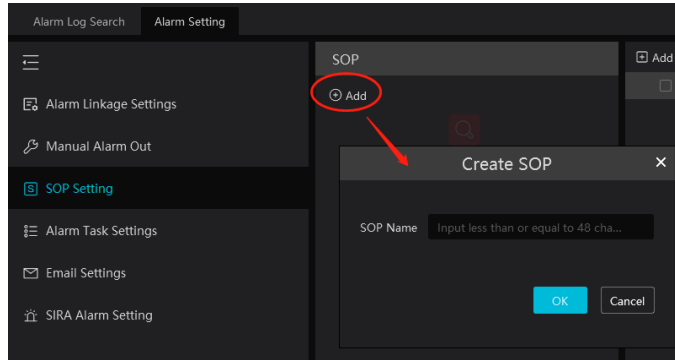 Alarm Log Search
Alarm Setting
Alarm Linkage Settings
Manual Alarm Out
SOP Setting
Alarm Task Settings
Email Settings
SIRA Alarm Setting
SOP
Add
Add
Create SOP
SOP Name
Input less than or equal to 48 cha...
OK
Cancel